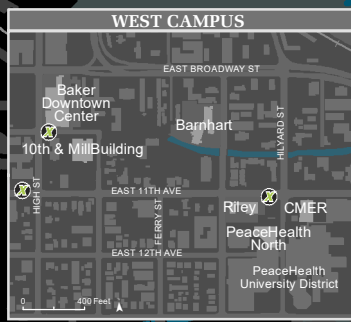 WEST CAMPUS
EAST BROADWAY ST
Baker
Downtown
Center
Barnhart
HILYARD ST
10th & MillBuilding
HIGH ST
EAST 11TH AVE
FERRY ST
Riley
CMER
PeaceHealth
North
EAST 12TH AVE
PeaceHealth
University District
0
400 Feet